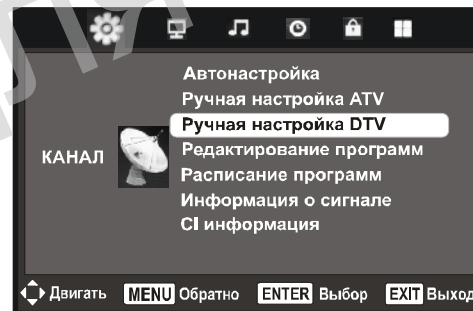 Автонастройка
Ручная настройка ATV
Ручная настройка DTV
КАНАЛ
Редактирование программ
Расписание программ
Информация о сигнале
CI информация
Двигать MENU Обратно ENTER Выбор EXIT Выход